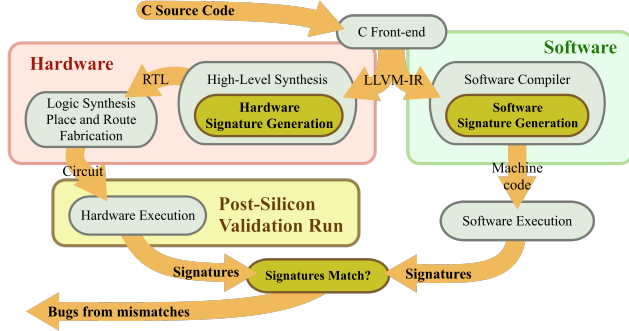 C Source Code
C Front-end
Hardware
Software
RTL
High-Level Synthesis
LLVM-IR
Software Compiler
Logic Synthesis
Place and Route
Fabrication
Hardware
Signature Generation
Software
Signature Generation
Circuit
Machine
code
Hardware Execution
Post-Silicon
Validation Run
Software Execution
Signatures
Signatures Match?
Signatures
Bugs from mismatches